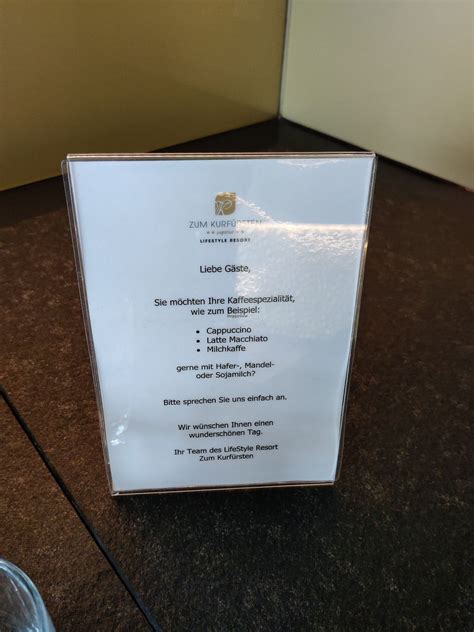 ZUM KURFÜRSTEN
LIFESTYLE RESORT
Liebe Gäste,
Sie möchten Ihre Kaffeespezialität,
wie zum Beispiel:
• Cappuccino
• Latte Macchiato
• Milchkaffe
gerne mit Hafer-, Mandel-
oder Sojamilch?
Bitte sprechen Sie uns einfach an.
Wir wünschen Ihnen einen
wunderschönen Tag.
Ihr Team des LifeStyle Resort
Zum Kurfürsten